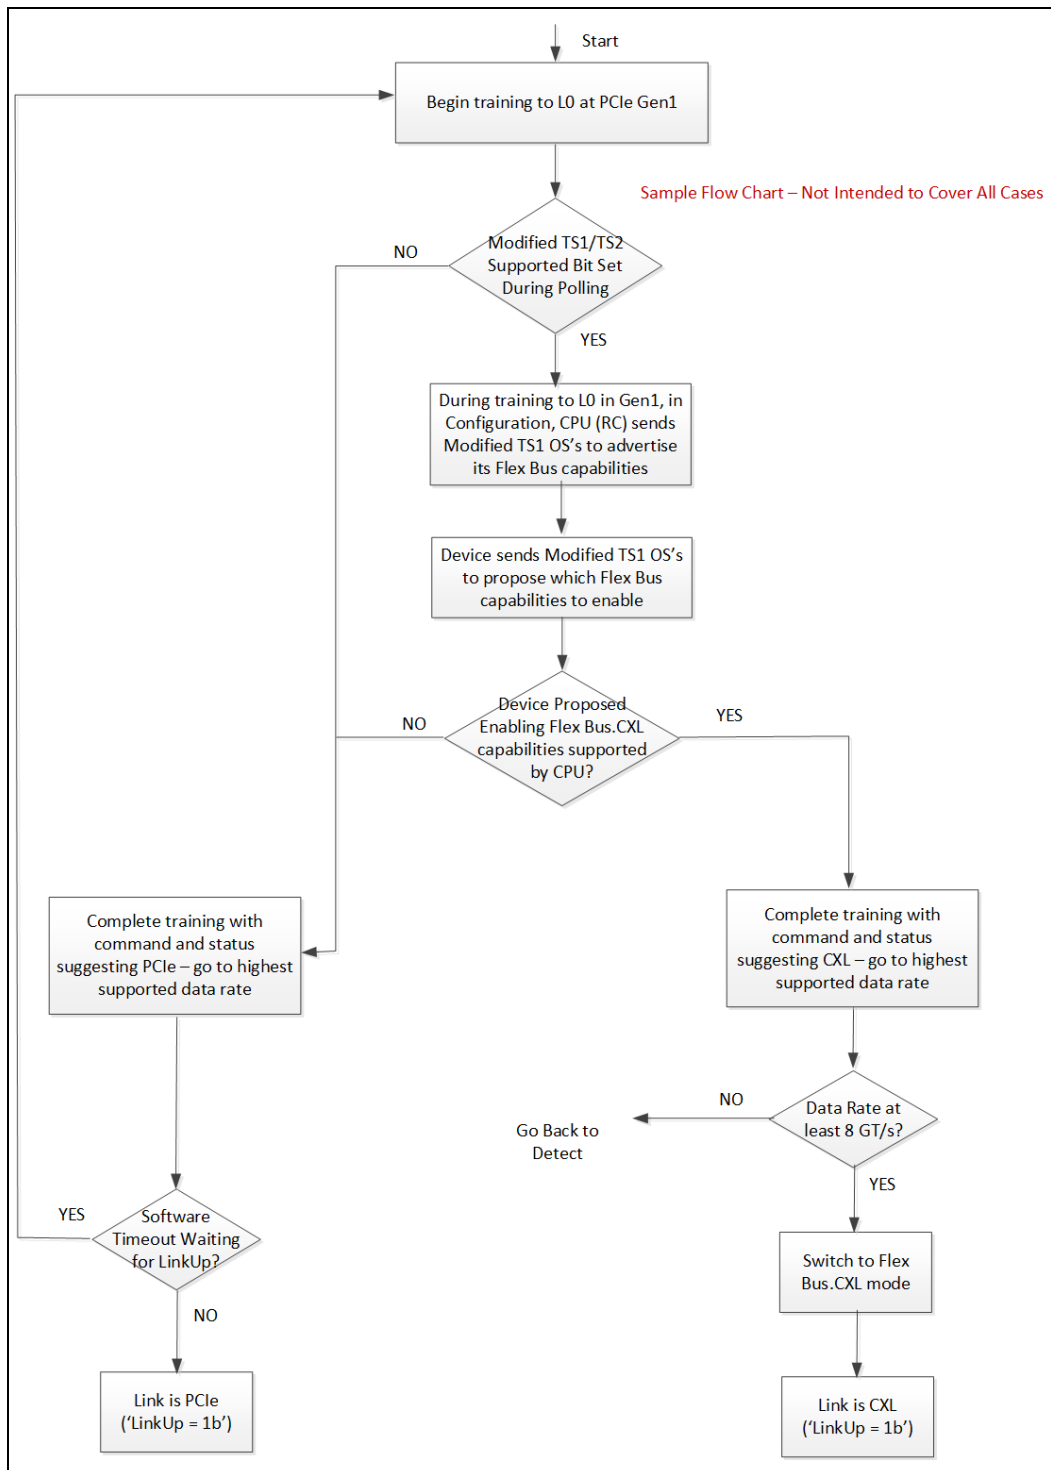 Start
Begin training to L0 at PCIe Gen1
Sample Flow Chart – Not Intended to Cover All Cases
Modified TS1/TS2
Supported Bit Set
During Polling
NO
YES
During training to L0 in Gen1, in
Configuration, CPU (RC) sends
Modified TS1 OS’s to advertise
its Flex Bus capabilities
Device sends Modified TS1 OS’s
to propose which Flex Bus
capabilities to enable
Device Proposed
Enabling Flex Bus.CXL
capabilities supported
by CPU?
NO
YES
Complete training with
command and status
suggesting PCIe – go to highest
supported data rate
Complete training with
command and status
suggesting CXL – go to highest
supported data rate
Data Rate at
least 8 GT/s?
NO
Go Back to
Detect
YES
Software
Timeout Waiting
for LinkUp?
YES
NO
Switch to Flex
Bus.CXL mode
Link is PCIe
(‘LinkUp = 1b’)
Link is CXL
(‘LinkUp = 1b’)